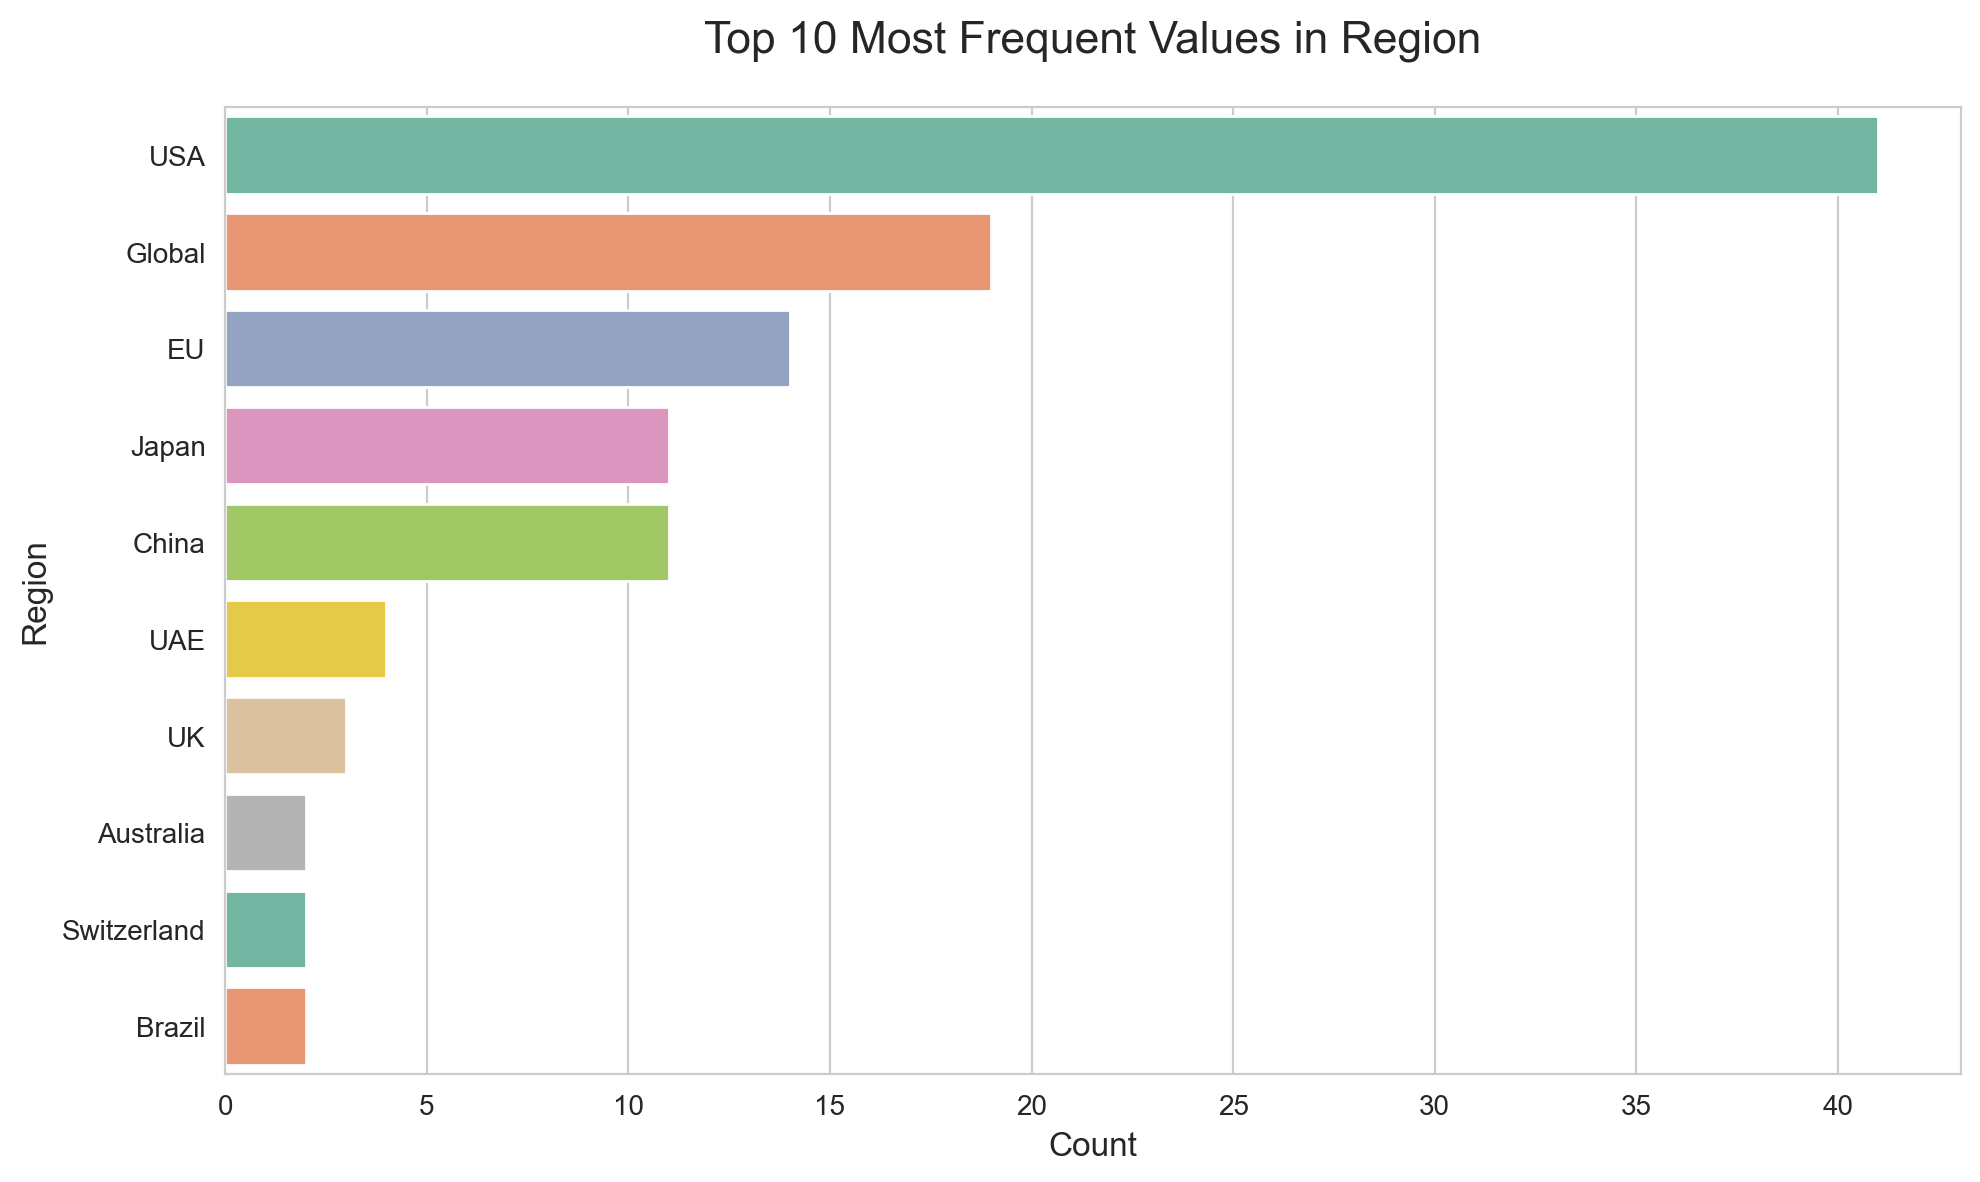 Top 10 Most Frequent Values in Region
USA
Global
EU
Japan
China
UAE
UK
Australia
Switzerland
Brazil
Region
0 5 10 15 20 25 30 35 40
Count